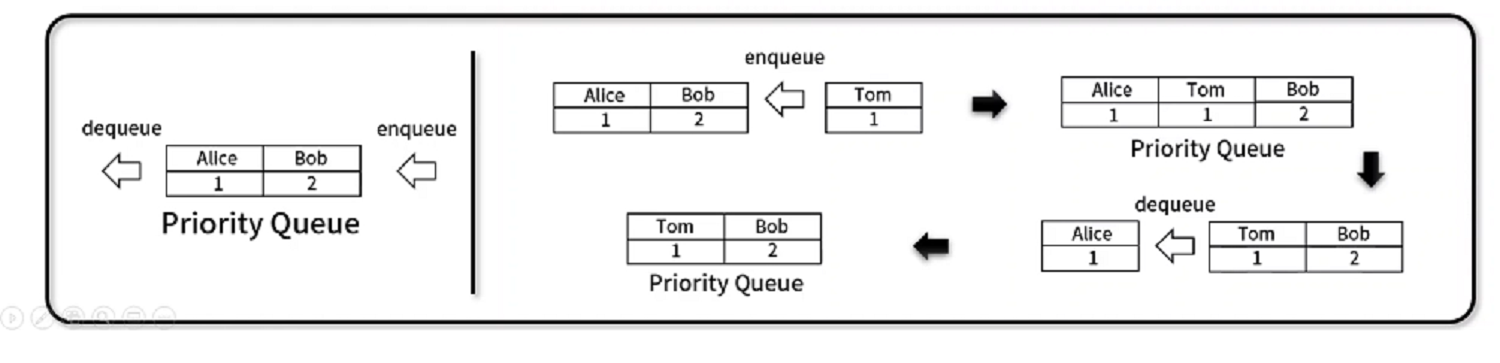 dequeue
enqueue
Alice Bob
1 2
Priority Queue
enqueue
Alice Bob
1 2
Tom
1
Alice Tom Bob
1 1 2
Priority Queue
dequeue
Alice
1
Tom Bob
1 2
Tom Bob
1 2
Priority Queue